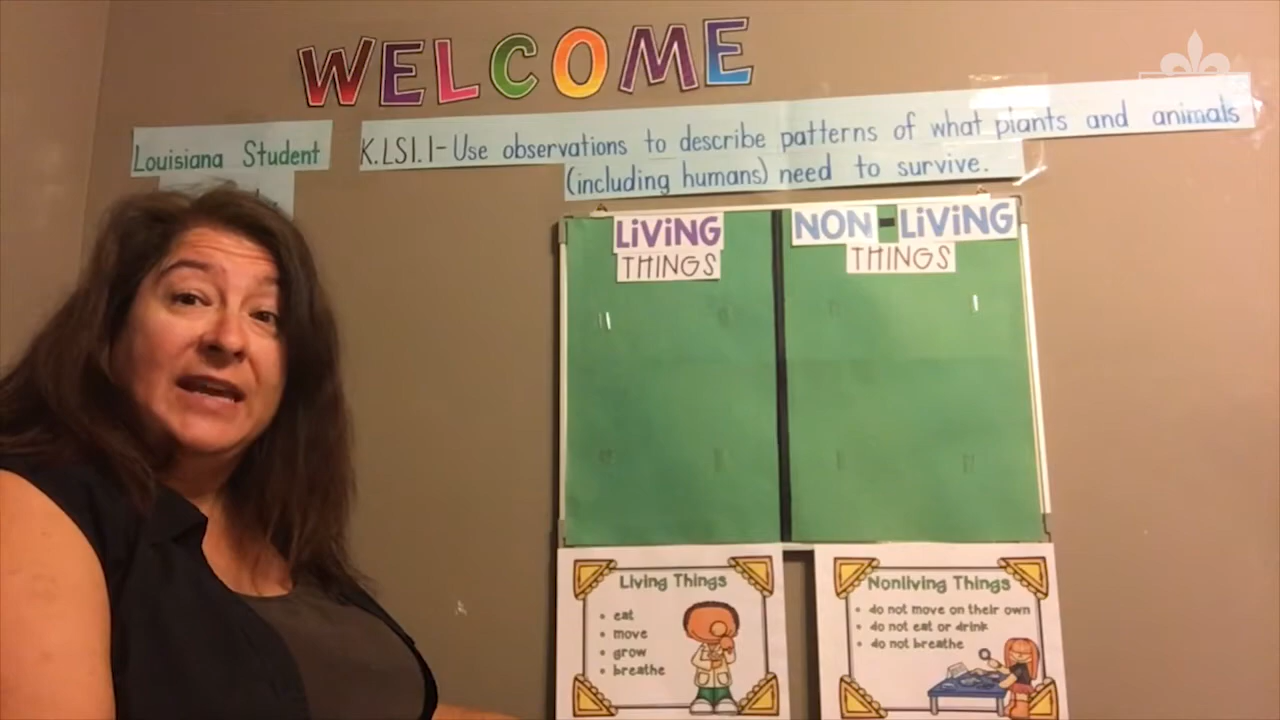 WELCOME
Louisiana Student
K.LS1.1- Use observations to describe patterns of what plants and animals
(including humans) need to survive.
LiViNG
THINGS
NON-LiViNG
THINGS
Living Things
• eat
• move
• grow
• breathe
Nonliving Things
• do not move on their own
• do not eat or drink
• do not breathe